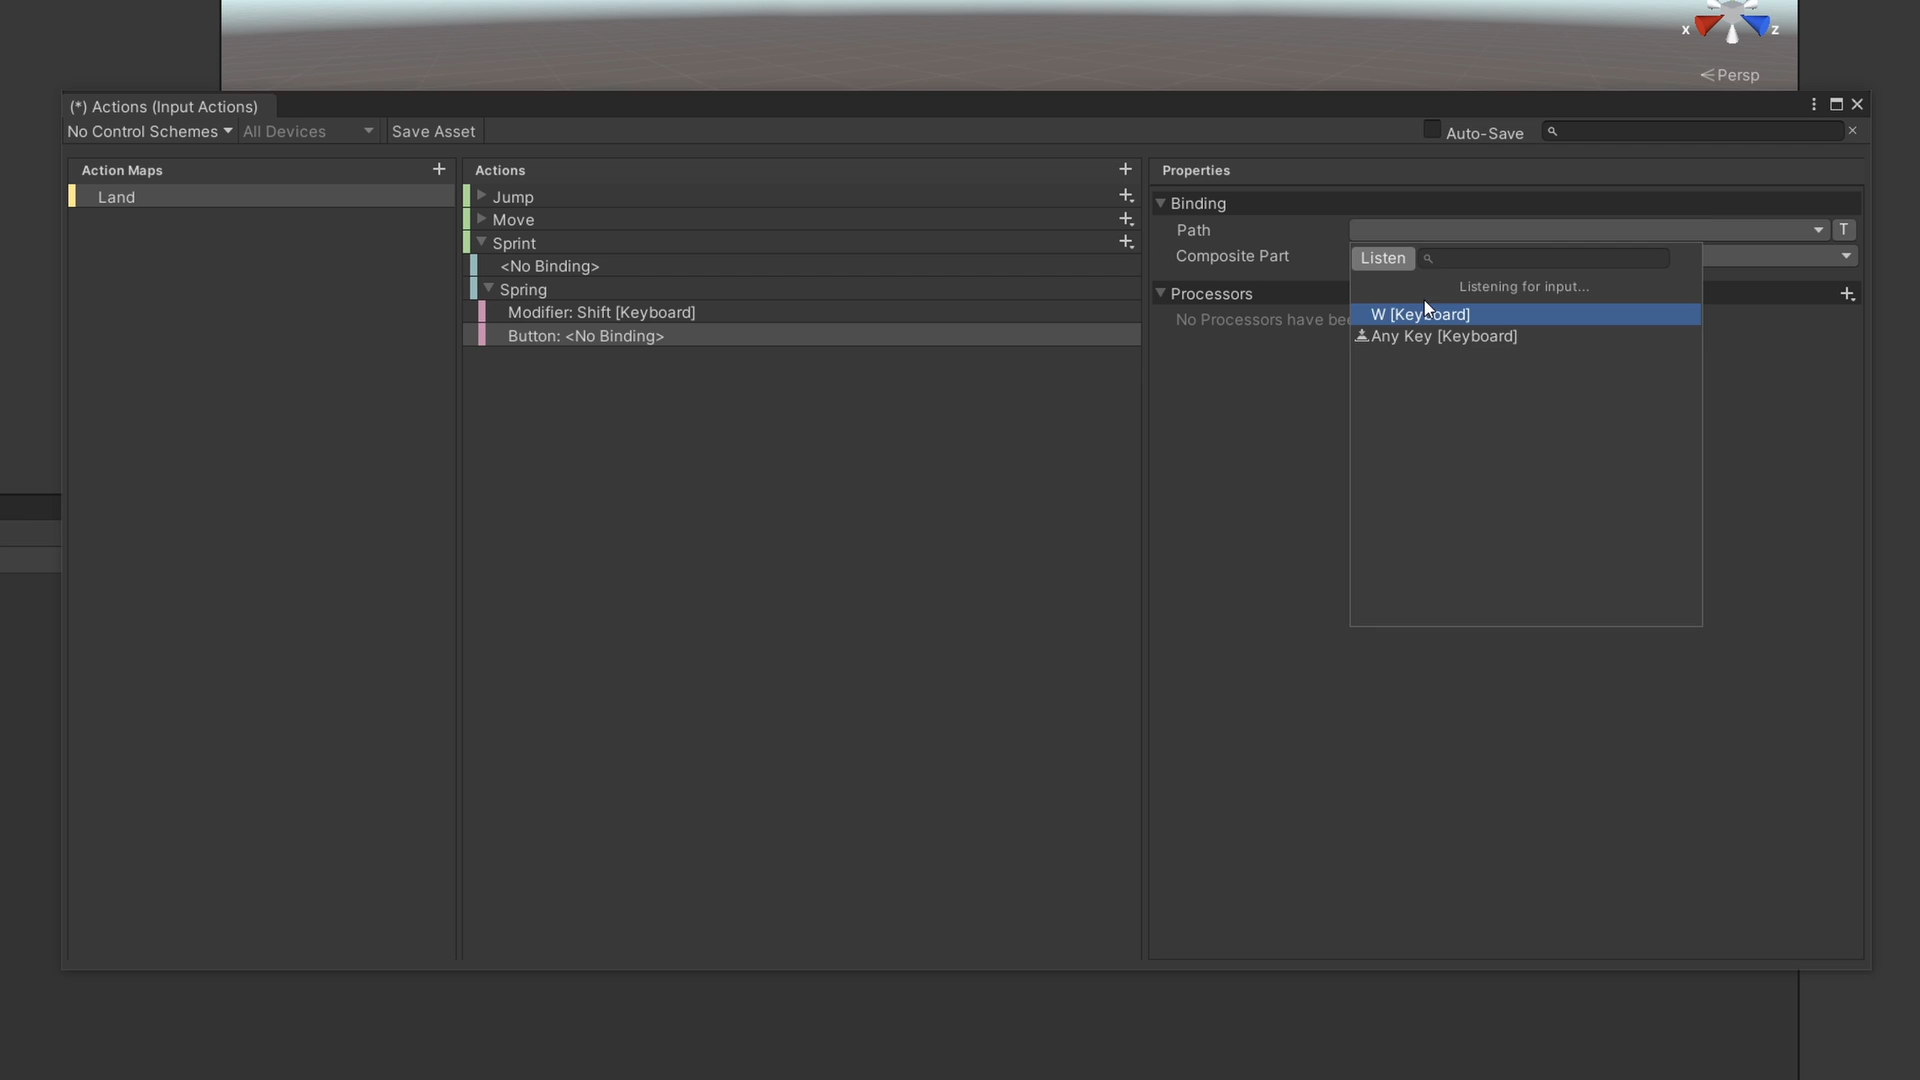 x z
<Persp
(*) Actions (Input Actions)
No Control Schemes All Devices Save Asset Auto-Save
Action Maps + Actions + Properties
Land
Jump
Move
Sprint
<No Binding>
Spring
Modifier: Shift [Keyboard]
Button: <No Binding>
Binding
Path T
Composite Part
Listen
Listening for input...
Processors
No Processors have bee
W [Keyboard]
Any Key [Keyboard]